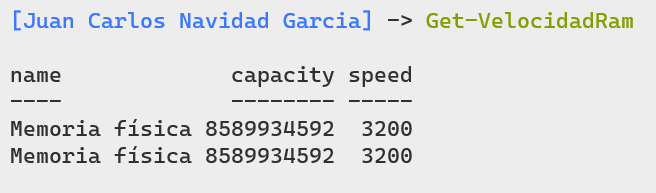 [Juan Carlos Navidad Garcia] -> Get-VelocidadRam
name capacity speed
---- -------- -----
Memoria física 8589934592 3200
Memoria física 8589934592 3200